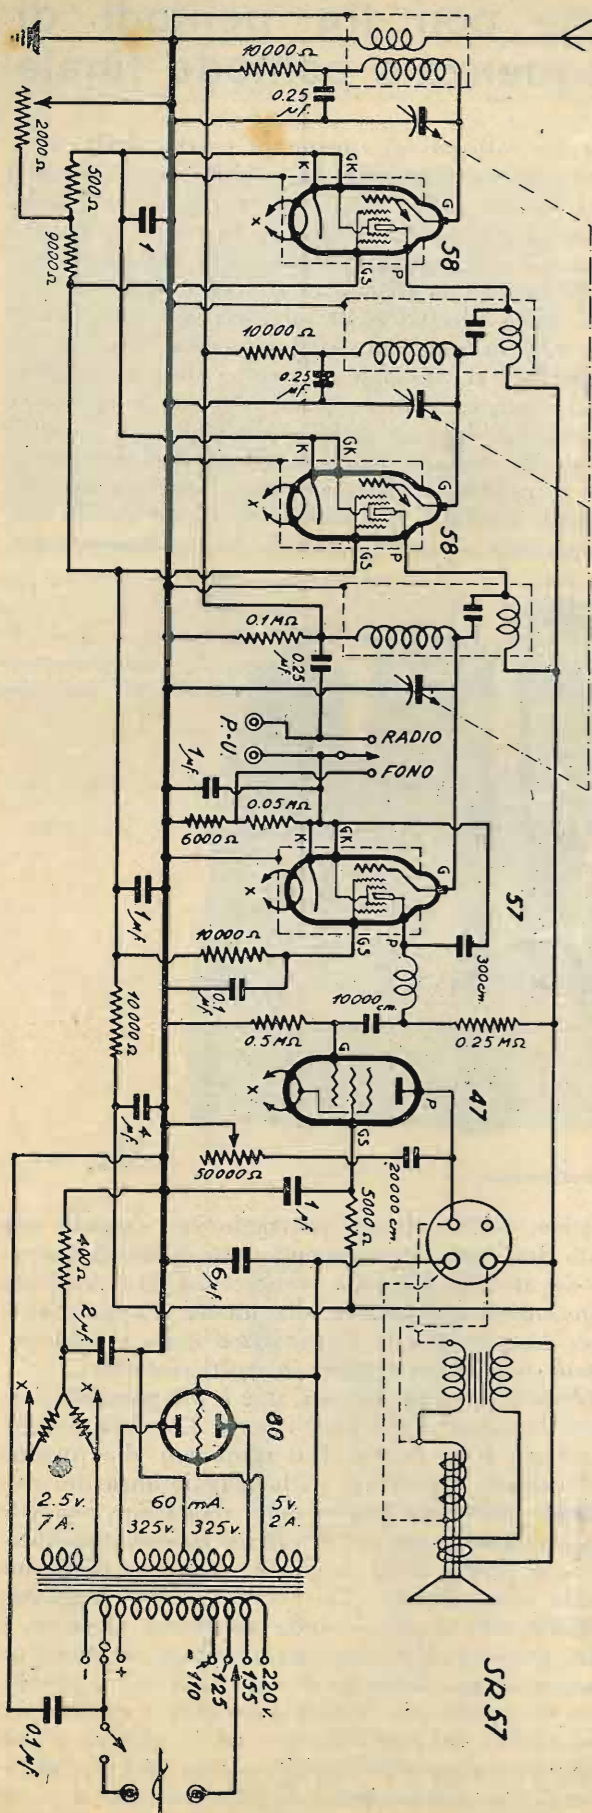 10000 Ω
0.25
µf.
2000 Ω
500 Ω
9000 Ω
1
K
GK
G
X
GS
P
58
10000 Ω
0.25
µf.
K
GK
G
X
GS
P
58
0.1 MΩ
0.25
µf.
P-U.
RADIO
FONO
1 µf.
0.05 MΩ
6000 Ω
K
GK
G
X
GS
P
57
1 µf.
10000 Ω
0.1
µf.
10000 Ω
300 cm.
10000
cm.
0.5 MΩ
0.25 MΩ
G
X
GS
P
47
4
µf.
50000 Ω
20000 cm.
1
µf.
5000 Ω
400 Ω
6 µf.
2 µf.
X
X
80
2.5 v.
7 A.
60 mA.
325 v. 325 v.
5 v.
2 A.
SR 57
-
+
= 110
125
155
220 v.
0.1 µf.